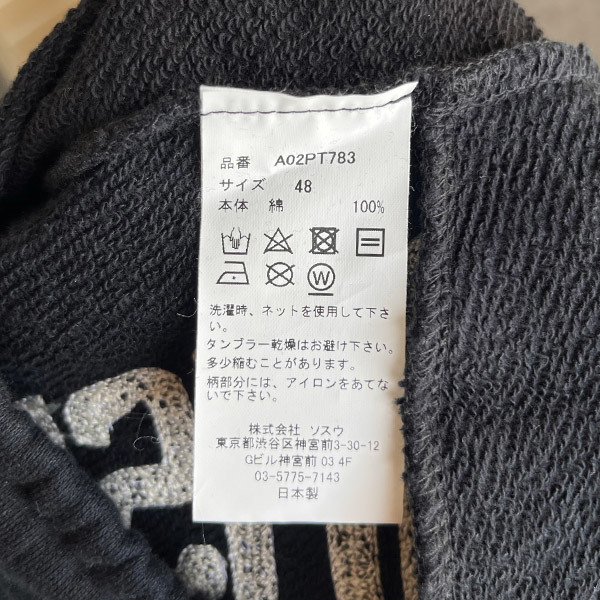 品番 A02PT783
サイズ 48
本体 綿 100%
W
洗濯時、ネットを使用して下さ
い。
タンブラー乾燥はお避け下さい。
多少縮むことがあります。
柄部分には、アイロンをあてな
いで下さい。
株式会社 ソスウ
東京都渋谷区神宮前3-30-12
Gビル神宮前 03 4F
03-5775-7143
日本製